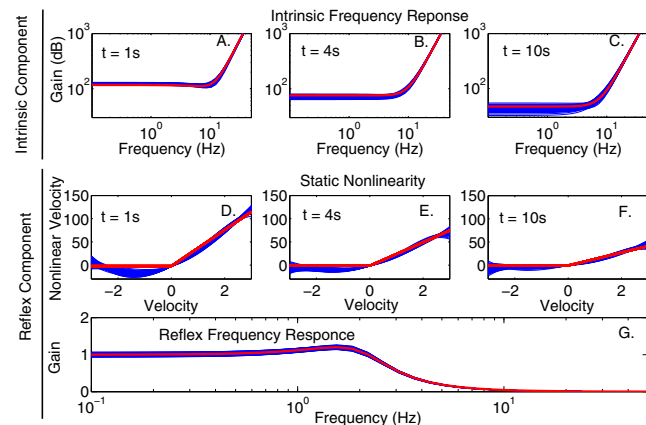 Intrinsic Frequency Reponse
Intrinsic Component
Gain (dB)
10³
10²
t = 1s
A.
10⁰
10¹
Frequency (Hz)
10³
10²
t = 4s
B.
10⁰
10¹
Frequency (Hz)
10³
10²
t = 10s
C.
10⁰
10¹
Frequency (Hz)
Reflex Component
Static Nonlinearity
Nonlinear Velocity
150
100
50
0
t = 1s
D.
−2
0
2
Velocity
150
100
50
0
t = 4s
E.
−2
0
2
Velocity
150
100
50
0
t = 10s
F.
−2
0
2
Velocity
Gain
2
1
0
Reflex Frequency Responce
G.
10⁻¹
10⁰
10¹
Frequency (Hz)